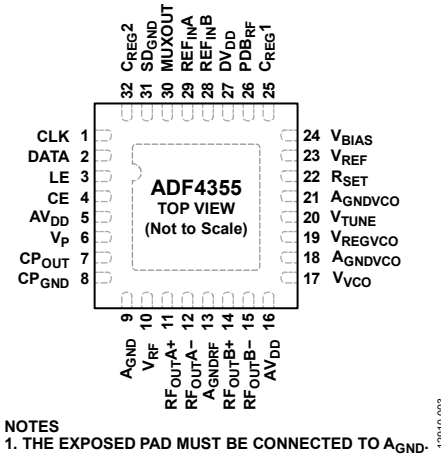 32 CREG2
31 SDGND
30 MUXOUT
29 REFINA
28 REFINB
27 DVDD
26 PDBRF
25 CREG1
CLK 1
DATA 2
LE 3
CE 4
AVDD 5
VP 6
CPOUT 7
CPGND 8
ADF4355
TOP VIEW
(Not to Scale)
24 VBIAS
23 VREF
22 RSET
21 AGNDVCO
20 VTUNE
19 VREGVCO
18 AGNDVCO
17 VVCO
AGND 9
VRF 10
RFOUTA+ 11
RFOUTA− 12
AGNDRF 13
RFOUTB+ 14
RFOUTB− 15
AVDD 16
NOTES
1. THE EXPOSED PAD MUST BE CONNECTED TO AGND.
12910-003